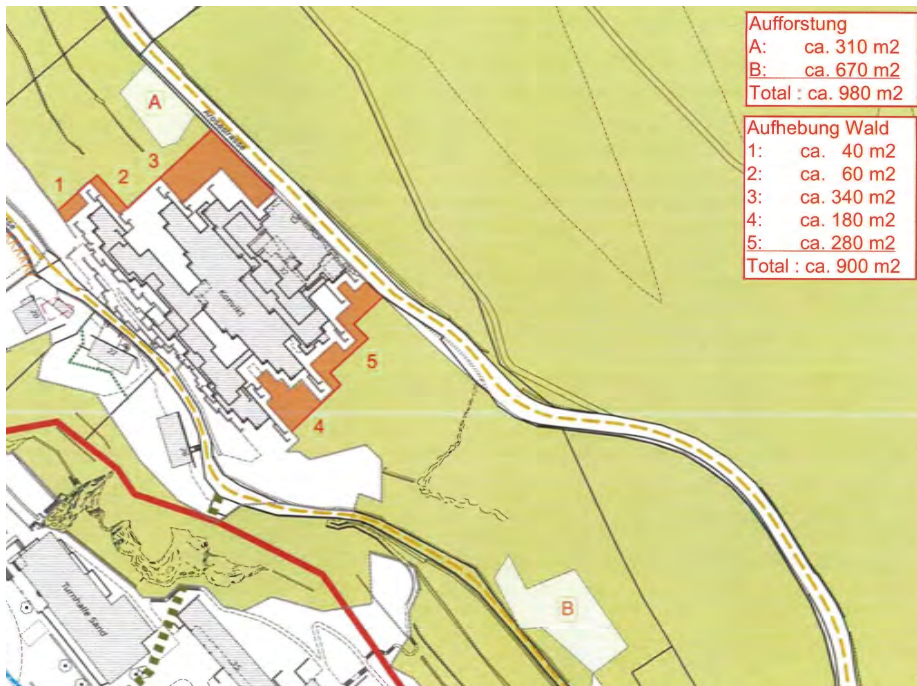 Aufforstung
A: ca. 310 m2
B: ca. 670 m2
Total : ca. 980 m2
Aufhebung Wald
1: ca. 40 m2
2: ca. 60 m2
3: ca. 340 m2
4: ca. 180 m2
5: ca. 280 m2
Total : ca. 900 m2
A
Arosastrasse
3
2
1
Konvikt
5
4
B
Turnhalle Sand